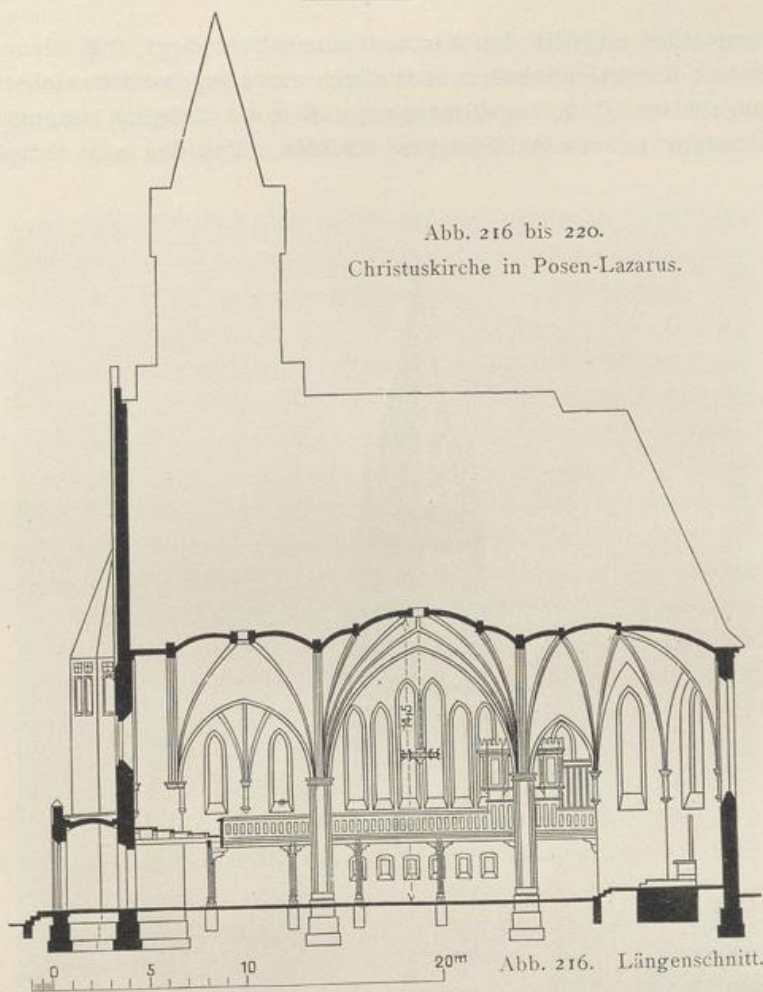 Abb. 216 bis 220.
Christuskirche in Posen-Lazarus.
14,5
0 5 10 20m
Abb. 216. Längenschnitt.